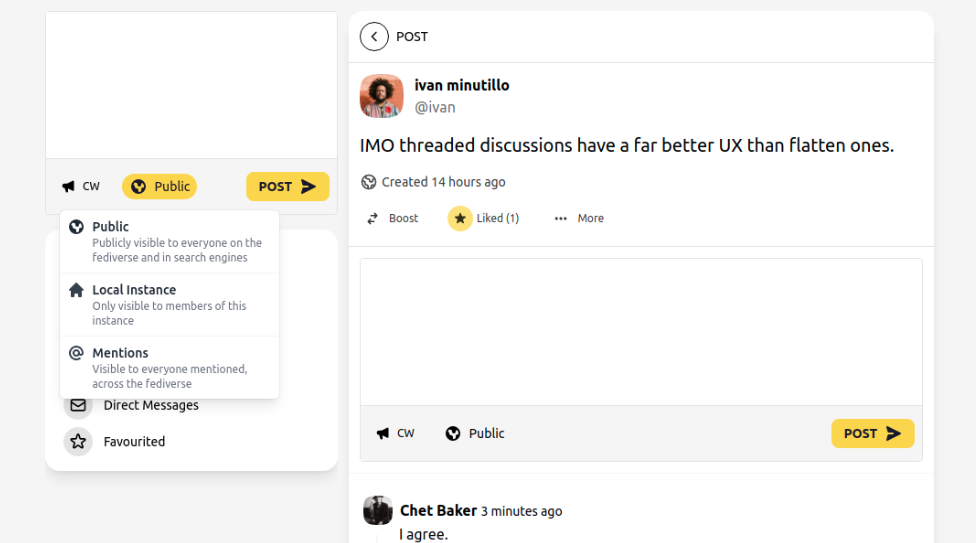 CW
Public
POST
Public
Publicly visible to everyone on the
fediverse and in search engines
Local Instance
Only visible to members of this
instance
Mentions
Visible to everyone mentioned,
across the fediverse
Direct Messages
Favourited
POST
ivan minutillo
@ivan
IMO threaded discussions have a far better UX than flatten ones.
Created 14 hours ago
Boost
Liked (1)
More
CW
Public
POST
Chet Baker 3 minutes ago
I agree.